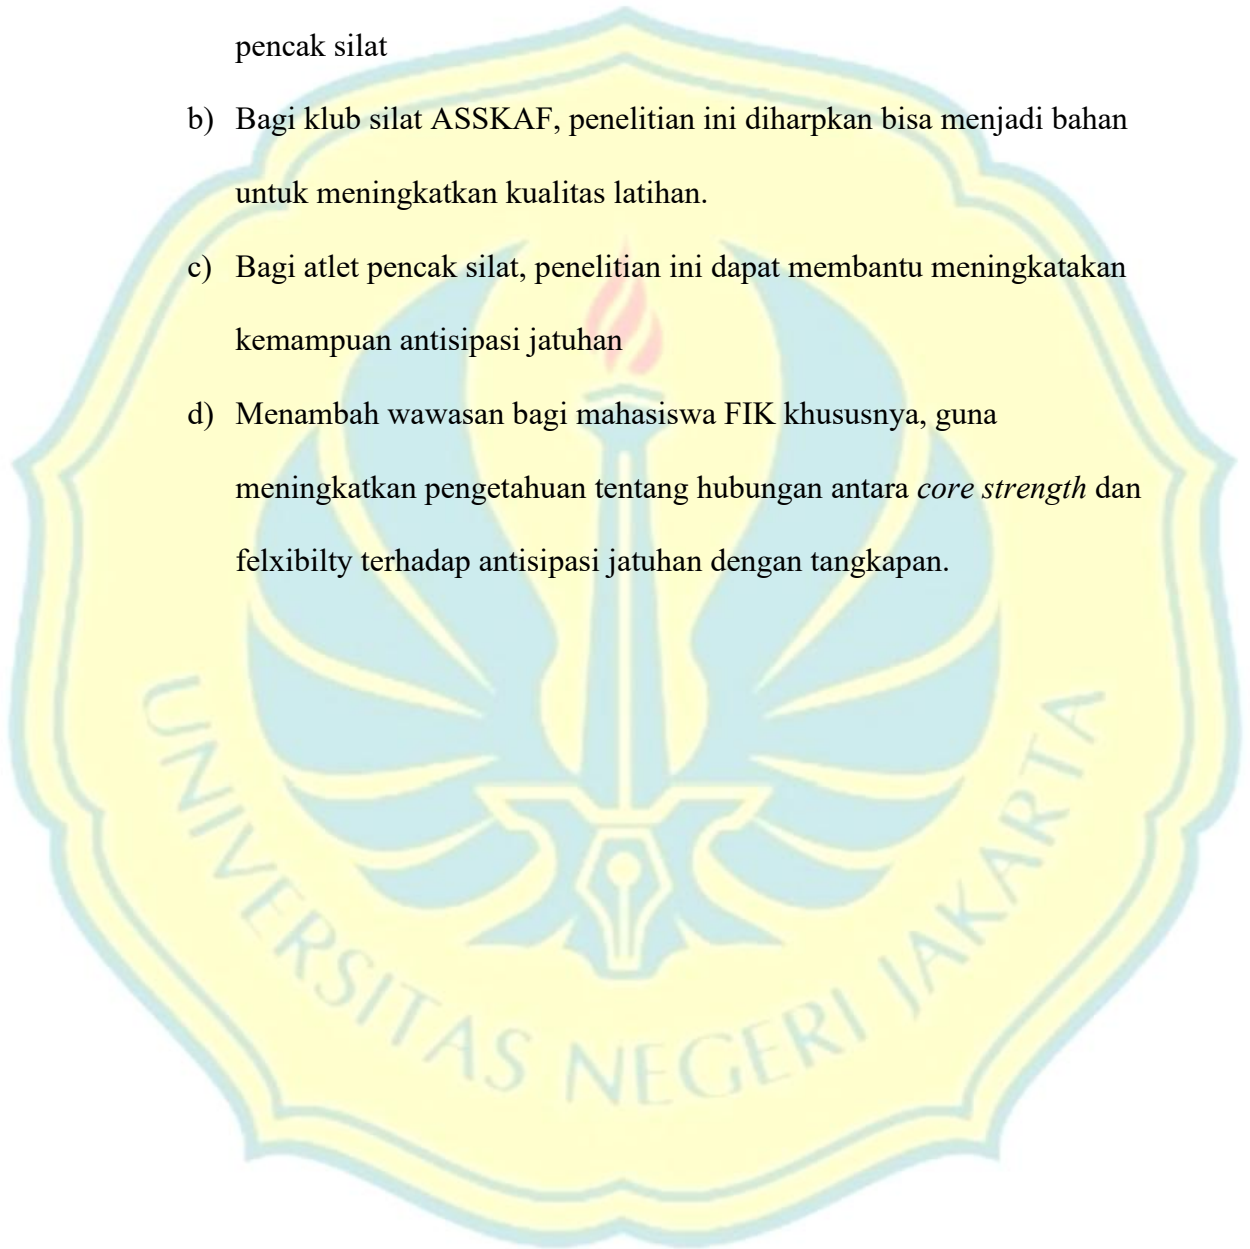 pencak silat
b) Bagi klub silat ASSKAF, penelitian ini diharpkan bisa menjadi bahan
untuk meningkatkan kualitas latihan.
c) Bagi atlet pencak silat, penelitian ini dapat membantu meningkatakan
kemampuan antisipasi jatuhan
d) Menambah wawasan bagi mahasiswa FIK khususnya, guna
meningkatkan pengetahuan tentang hubungan antara core strength dan
felxibilty terhadap antisipasi jatuhan dengan tangkapan.
UNIVERSITAS NEGERI JAKARTA